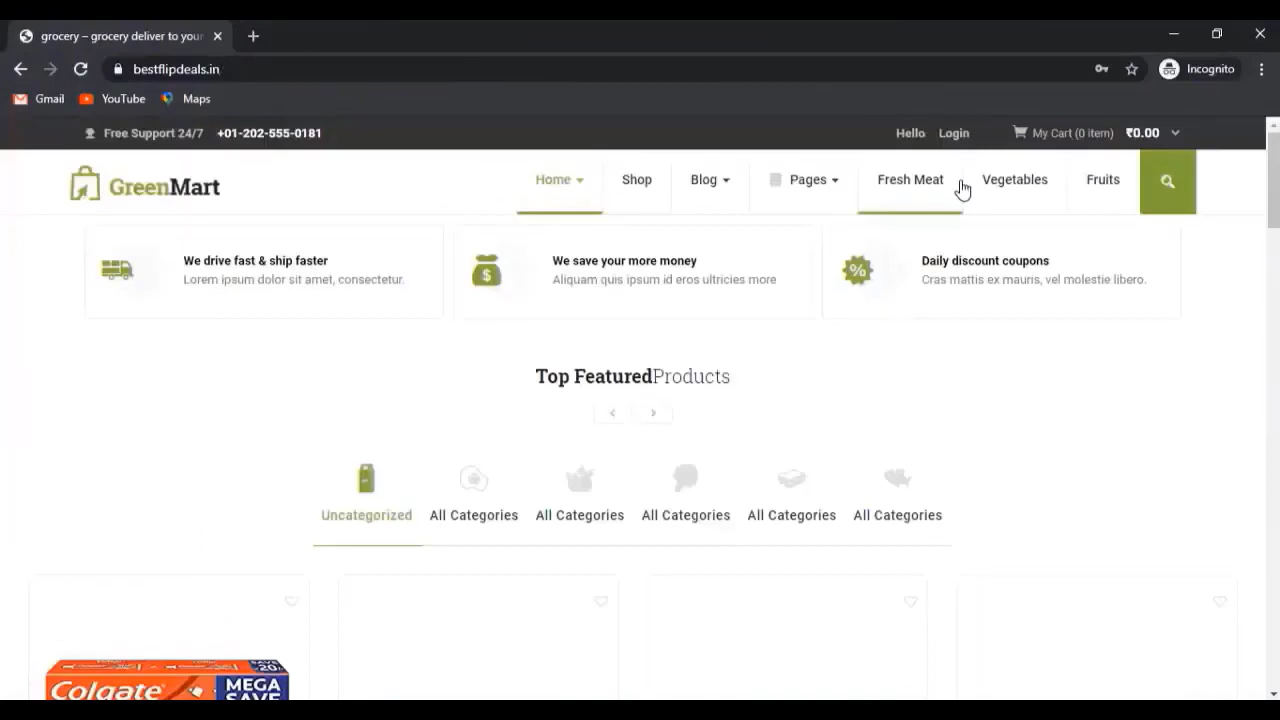 grocery – grocery deliver to your
bestflipdeals.in
Incognito
Gmail YouTube Maps
Free Support 24/7 +01-202-555-0181 Hello Login My Cart (0 item) ₹0.00
GreenMart Home Shop Blog Pages Fresh Meat Vegetables Fruits
We drive fast & ship faster
Lorem ipsum dolor sit amet, consectetur.
We save your more money
Aliquam quis ipsum id eros ultricies more
Daily discount coupons
Cras mattis ex mauris, vel molestie libero.
Top FeaturedProducts
Uncategorized All Categories All Categories All Categories All Categories All Categories
Colgate MEGA
SAVE
SAVE
20